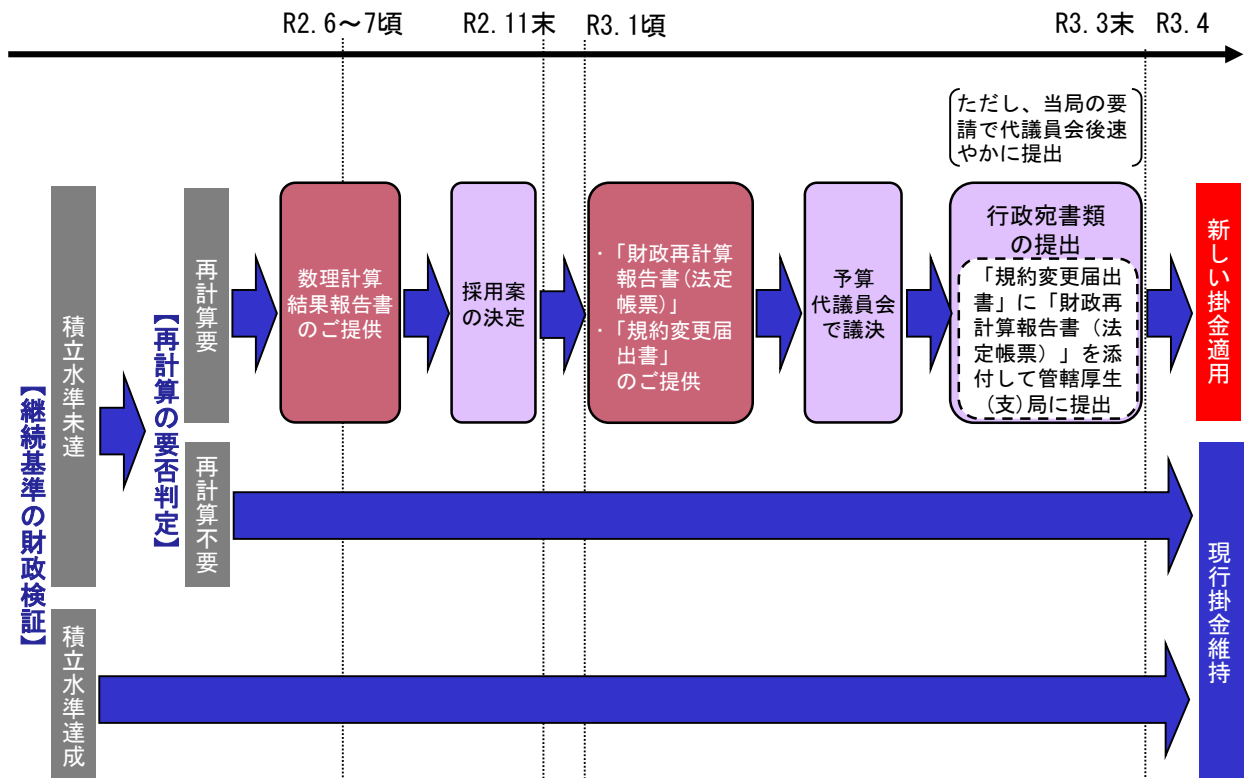 R2.6～7頃
R2.11末
R3.1頃
R3.3末
R3.4
ただし、当局の要
請で代議員会後速
やかに提出
【継続基準の財政検証】
積立水準未達
【再計算の要否判定】
再計算要
数理計算
結果報告書
のご提供
採用案
の決定
・「財政再計算
報告書(法定
帳票)」
・「規約変更届
出書」
のご提供
予算
代議員会
で議決
行政宛書類
の提出
「規約変更届出
書」に「財政再
計算報告書（法
定帳票）」を添
付して管轄厚生
(支)局に提出
新しい掛金適用
再計算不要
積立水準達成
現行掛金維持